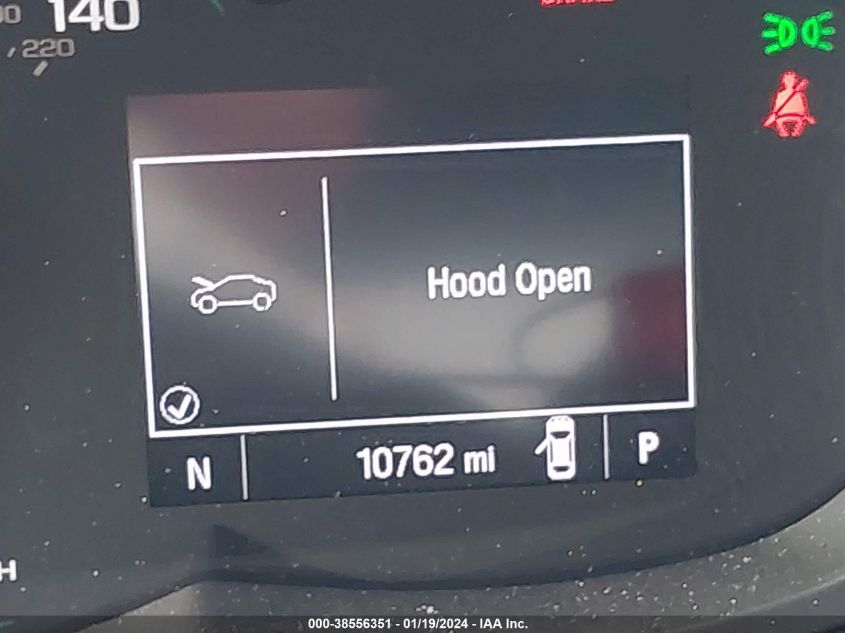 140
220
Hood Open
N
10762 mi
P
H
000-38556351 - 01/19/2024 - IAA Inc.